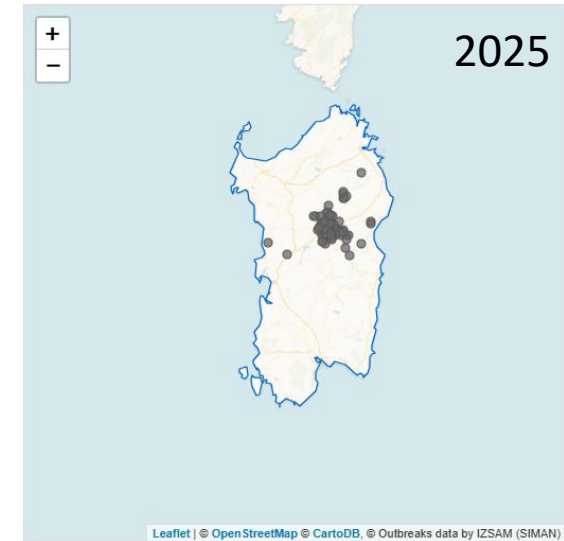 +
2025
−
Leaflet | © OpenStreetMap © CartoDB, © Outbreaks data by IZSAM (SIMAN)